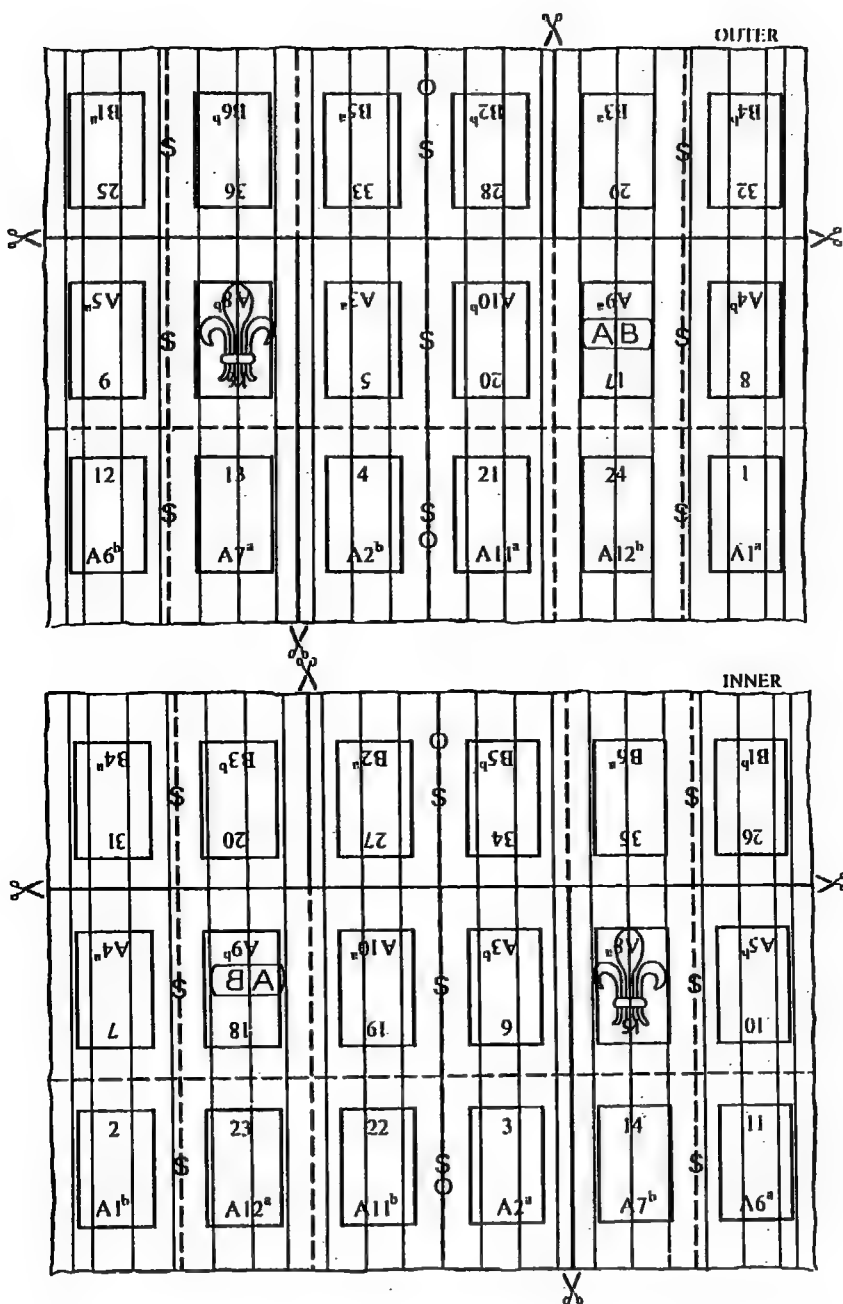 OUTER
O
B1a B6b B5a B2b B3a B4b
S S S
25 36 33 28 29 32
A5a A8b A3a A10b A9a A4b
S S AB S
9 5 20 17 8
12 13 4 21 24 1
S S S
O
A6b A7a A2b A11a A12b A1a
INNER
O
B4a B3b B2a B5b B6a B1b
S S S
31 30 27 34 35 26
A4a A9b A10a A3b A8a A5b
S AB S S
7 18 19 6 10
2 23 22 3 14 11
S S S
O
A1b A12a A11b A2a A7b A6a